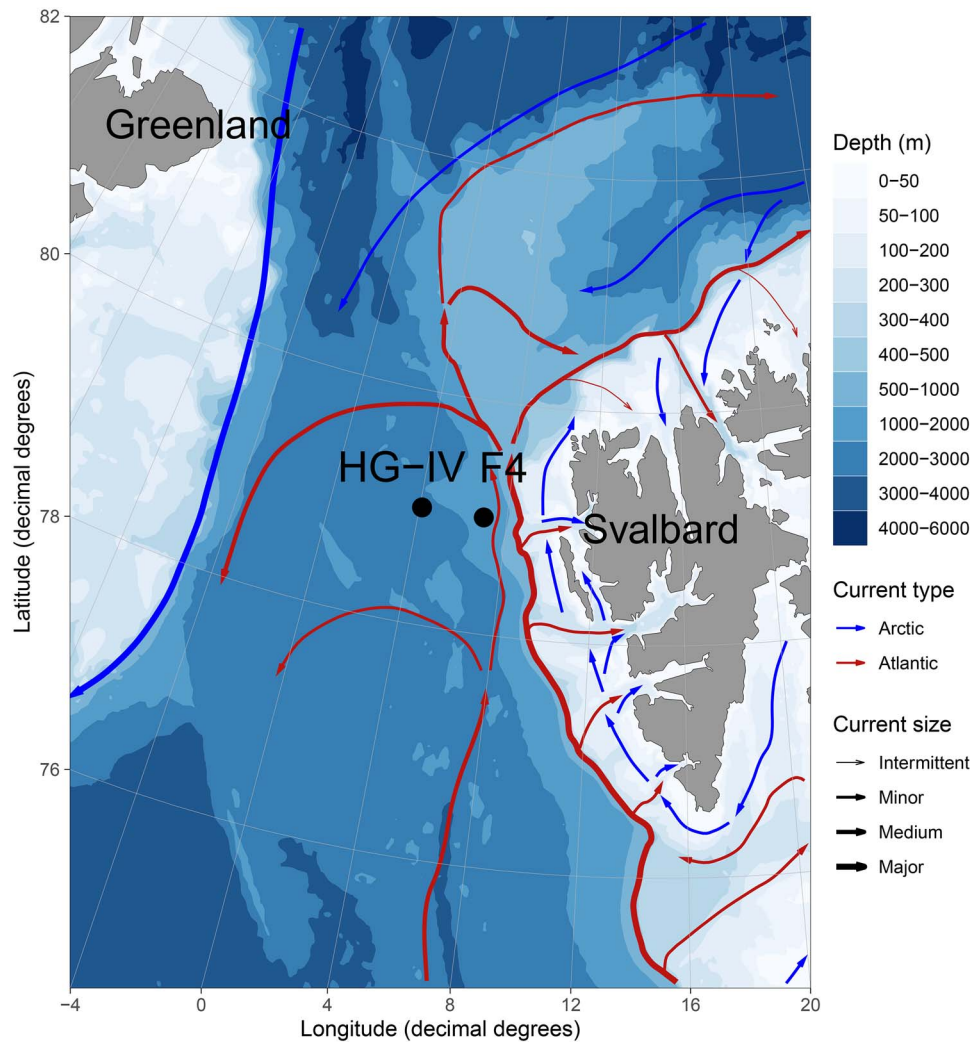 82
80
78
76
Latitude (decimal degrees)
Greenland
HG−IV
F4
Svalbard
−4
0
4
8
12
16
20
Longitude (decimal degrees)
Depth (m)
0−50
50−100
100−200
200−300
300−400
400−500
500−1000
1000−2000
2000−3000
3000−4000
4000−6000
Current type
Arctic
Atlantic
Current size
Intermittent
Minor
Medium
Major